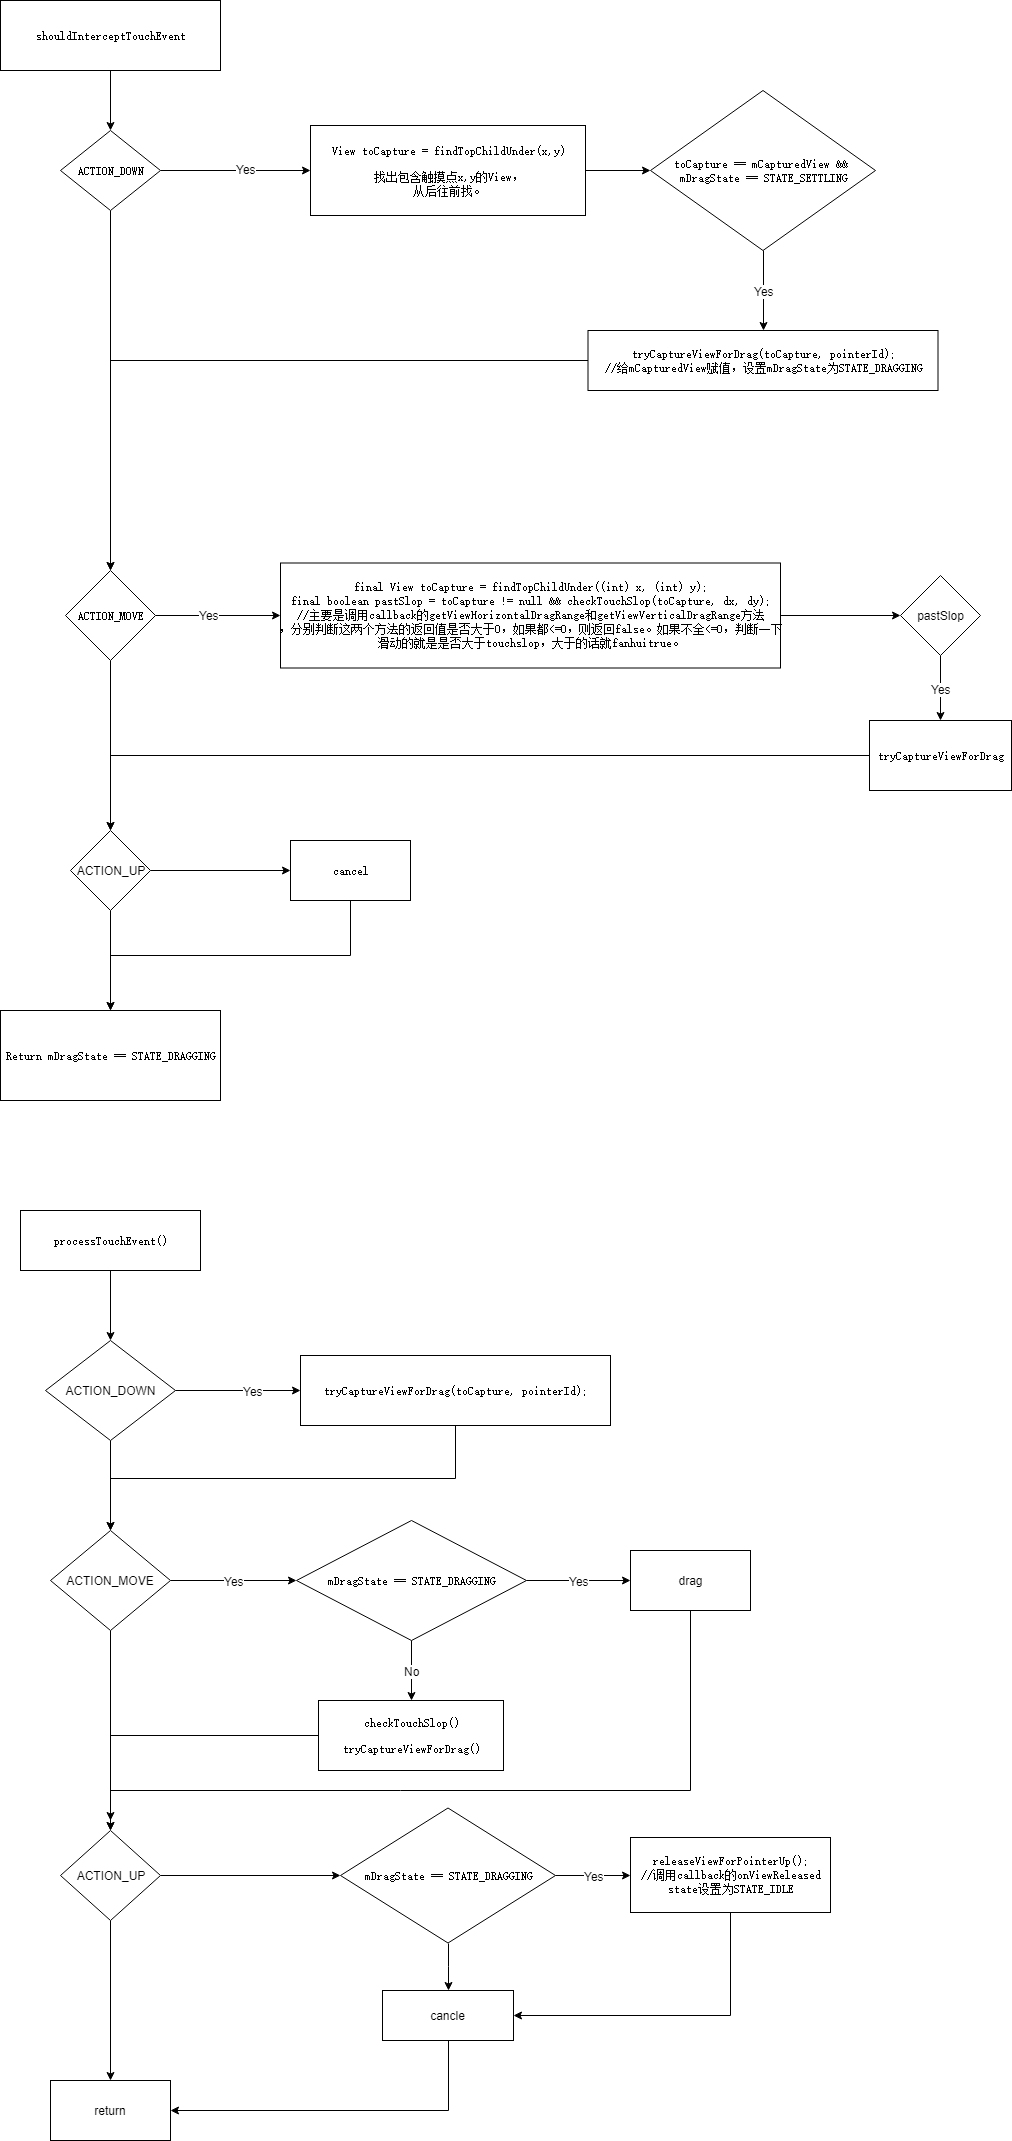 shouldInterceptTouchEvent
ACTION_DOWN
Yes
View toCapture = findTopChildUnder(x,y)
找出包含触摸点x,y的View，
从后往前找。
toCapture == mCapturedView &&
mDragState == STATE_SETTLING
Yes
tryCaptureViewForDrag(toCapture, pointerId);
//给mCapturedView赋值，设置mDragState为STATE_DRAGGING
ACTION_MOVE
Yes
final View toCapture = findTopChildUnder((int) x, (int) y);
final boolean pastSlop = toCapture != null && checkTouchSlop(toCapture, dx, dy);
//主要是调用callback的getViewHorizontalDragRange和getViewVerticalDragRange方法
，分别判断这两个方法的返回值是否大于0，如果都<=0，则返回false。如果不全<=0，判断一下
滑动的就是是否大于touchslop，大于的话就fanhuitrue。
pastSlop
Yes
tryCaptureViewForDrag
ACTION_UP
cancel
Return mDragState == STATE_DRAGGING
processTouchEvent()
ACTION_DOWN
Yes
tryCaptureViewForDrag(toCapture, pointerId);
ACTION_MOVE
Yes
mDragState == STATE_DRAGGING
Yes
drag
No
checkTouchSlop()
tryCaptureViewForDrag()
ACTION_UP
mDragState == STATE_DRAGGING
Yes
releaseViewForPointerUp();
//调用callback的onViewReleased
state设置为STATE_IDLE
cancle
return